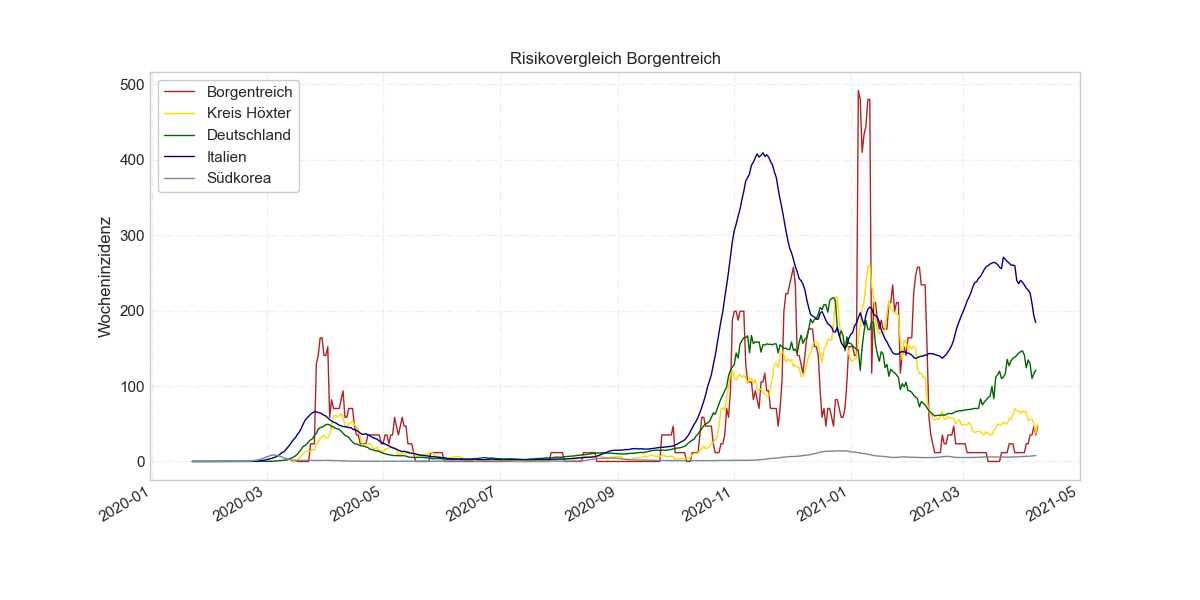 Risikovergleich Borgentreich
Wocheninzidenz
500
400
300
200
100
0
Borgentreich
Kreis Höxter
Deutschland
Italien
Südkorea
2020-01
2020-03
2020-05
2020-07
2020-09
2020-11
2021-01
2021-03
2021-05